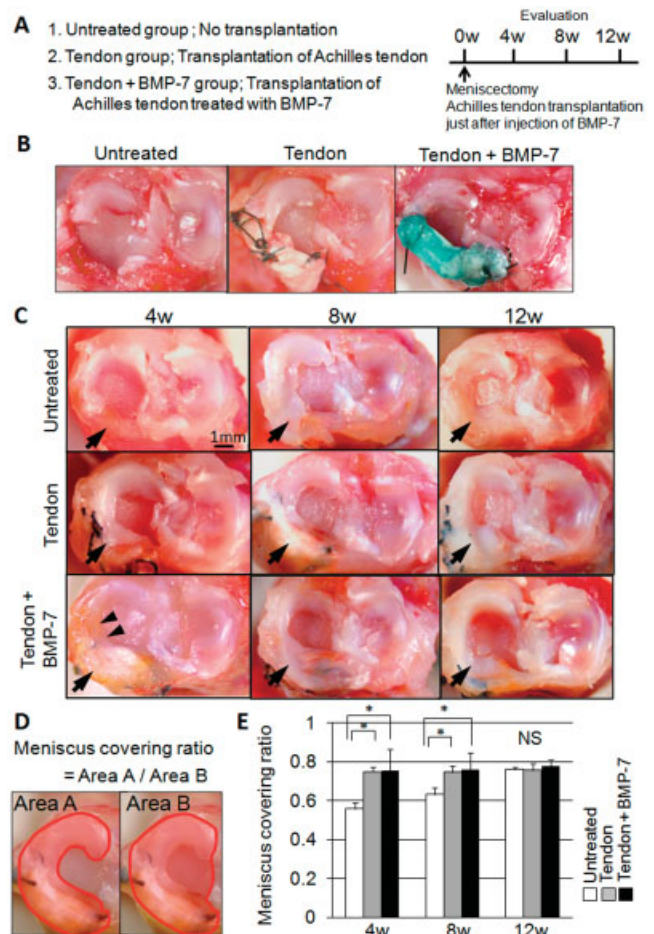 A
1. Untreated group ; No transplantation
2. Tendon group; Transplantation of Achilles tendon
3. Tendon + BMP-7 group; Transplantation of
Achilles tendon treated with BMP-7
Evaluation
0w 4w 8w 12w
Meniscectomy
Achilles tendon transplantation
just after injection of BMP-7
B
Untreated Tendon Tendon + BMP-7
C
4w 8w 12w
Untreated
1mm
Tendon
Tendon +
BMP-7
D
Meniscus covering ratio
= Area A / Area B
Area A Area B
E
Meniscus covering ratio
1
0.8
0.6
0.4
0.2
0
* * * *
NS
4w 8w 12w
Untreated
Tendon
Tendon+BMP-7